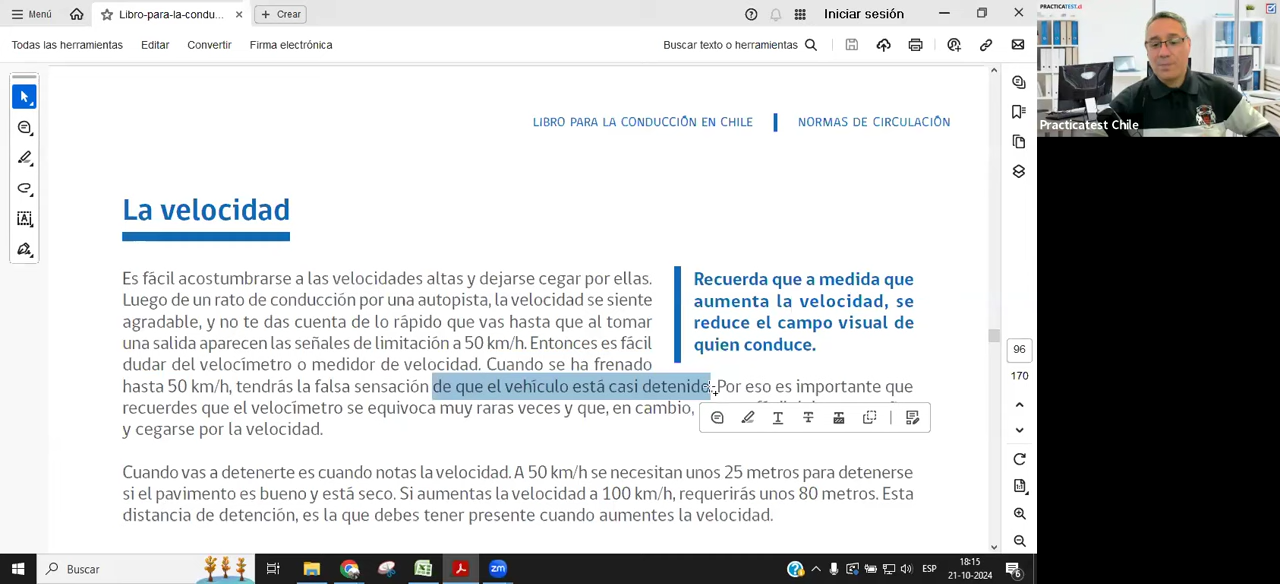 Menú
Libro-para-la-condu...
Crear
Iniciar sesión
Todas las herramientas
Editar
Convertir
Firma electrónica
Buscar texto o herramientas
PRACTICATEST.cl
Practicatest Chile
LIBRO PARA LA CONDUCCIÓN EN CHILE
NORMAS DE CIRCULACIÓN
La velocidad
Es fácil acostumbrarse a las velocidades altas y dejarse cegar por ellas.
Luego de un rato de conducción por una autopista, la velocidad se siente
agradable, y no te das cuenta de lo rápido que vas hasta que al tomar
una salida aparecen las señales de limitación a 50 km/h. Entonces es fácil
dudar del velocímetro o medidor de velocidad. Cuando se ha frenado
hasta 50 km/h, tendrás la falsa sensación de que el vehículo está casi detenido. Por eso es importante que
recuerdes que el velocímetro se equivoca muy raras veces y que, en cambio,
y cegarse por la velocidad.
Recuerda que a medida que
aumenta la velocidad, se
reduce el campo visual de
quien conduce.
Cuando vas a detenerte es cuando notas la velocidad. A 50 km/h se necesitan unos 25 metros para detenerse
si el pavimento es bueno y está seco. Si aumentas la velocidad a 100 km/h, requerirás unos 80 metros. Esta
distancia de detención, es la que debes tener presente cuando aumentes la velocidad.
96
170
Buscar
zm
ESP
18:15
21-10-2024
6